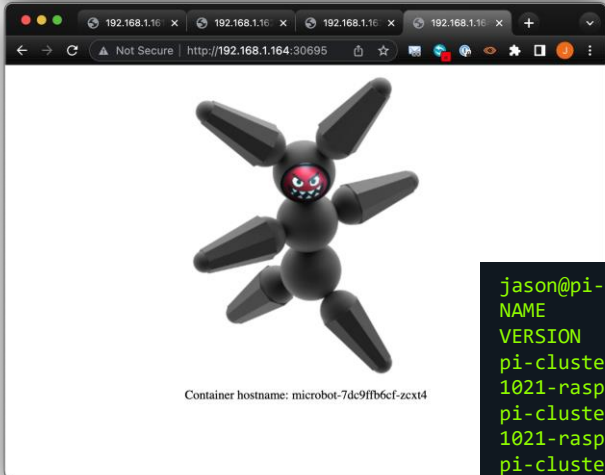 192.168.1.16
192.168.1.16
192.168.1.16
192.168.1.16
Not Secure | http://192.168.1.164:30695
J
Container hostname: microbot-7dc9ffb6cf-zcxt4
jason@pi-
NAME
VERSION
pi-cluste
1021-rasp
pi-cluste
1021-rasp
pi-cluste